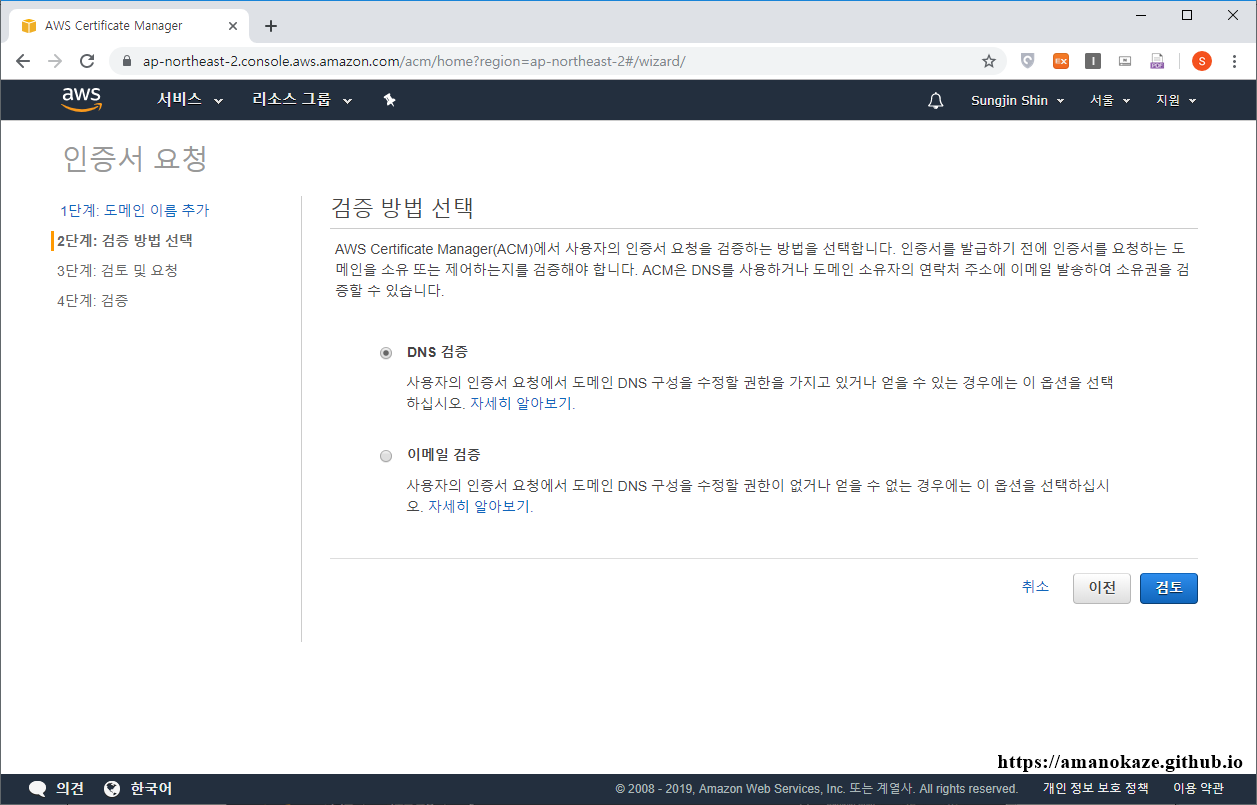 AWS Certificate Manager
ap-northeast-2.console.aws.amazon.com/acm/home?region=ap-northeast-2#/wizard/
EX
I
PDF
S
aws
서비스
리소스 그룹
Sungjin Shin
서울
지원
인증서 요청
1단계: 도메인 이름 추가
2단계: 검증 방법 선택
3단계: 검토 및 요청
4단계: 검증
검증 방법 선택
AWS Certificate Manager(ACM)에서 사용자의 인증서 요청을 검증하는 방법을 선택합니다. 인증서를 발급하기 전에 인증서를 요청하는 도
메인을 소유 또는 제어하는지를 검증해야 합니다. ACM은 DNS를 사용하거나 도메인 소유자의 연락처 주소에 이메일 발송하여 소유권을 검
증할 수 있습니다.
DNS 검증
사용자의 인증서 요청에서 도메인 DNS 구성을 수정할 권한을 가지고 있거나 얻을 수 있는 경우에는 이 옵션을 선택
하십시오. 자세히 알아보기.
이메일 검증
사용자의 인증서 요청에서 도메인 DNS 구성을 수정할 권한이 없거나 얻을 수 없는 경우에는 이 옵션을 선택하십시
오. 자세히 알아보기.
취소
이전
검토
https://amanokaze.github.io
의견
한국어
© 2008 - 2019, Amazon Web Services, Inc. 또는 계열사. All rights reserved.
개인 정보 보호 정책
이용 약관